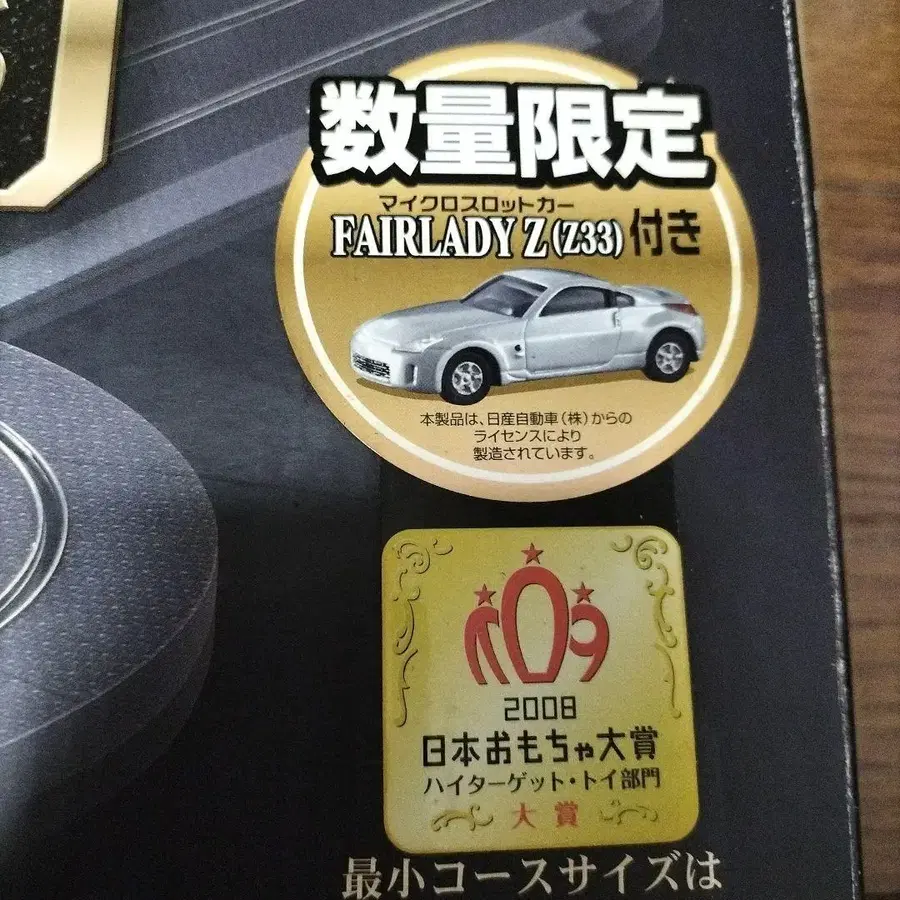 数量限定
マイクロスロットカー
FAIRLADY Z (Z33) 付き
本製品は、日産自動車(株)からの
ライセンスにより
製造されています。
2008
日本おもちゃ大賞
ハイターゲット・トイ部門
大賞
最小コースサイズは